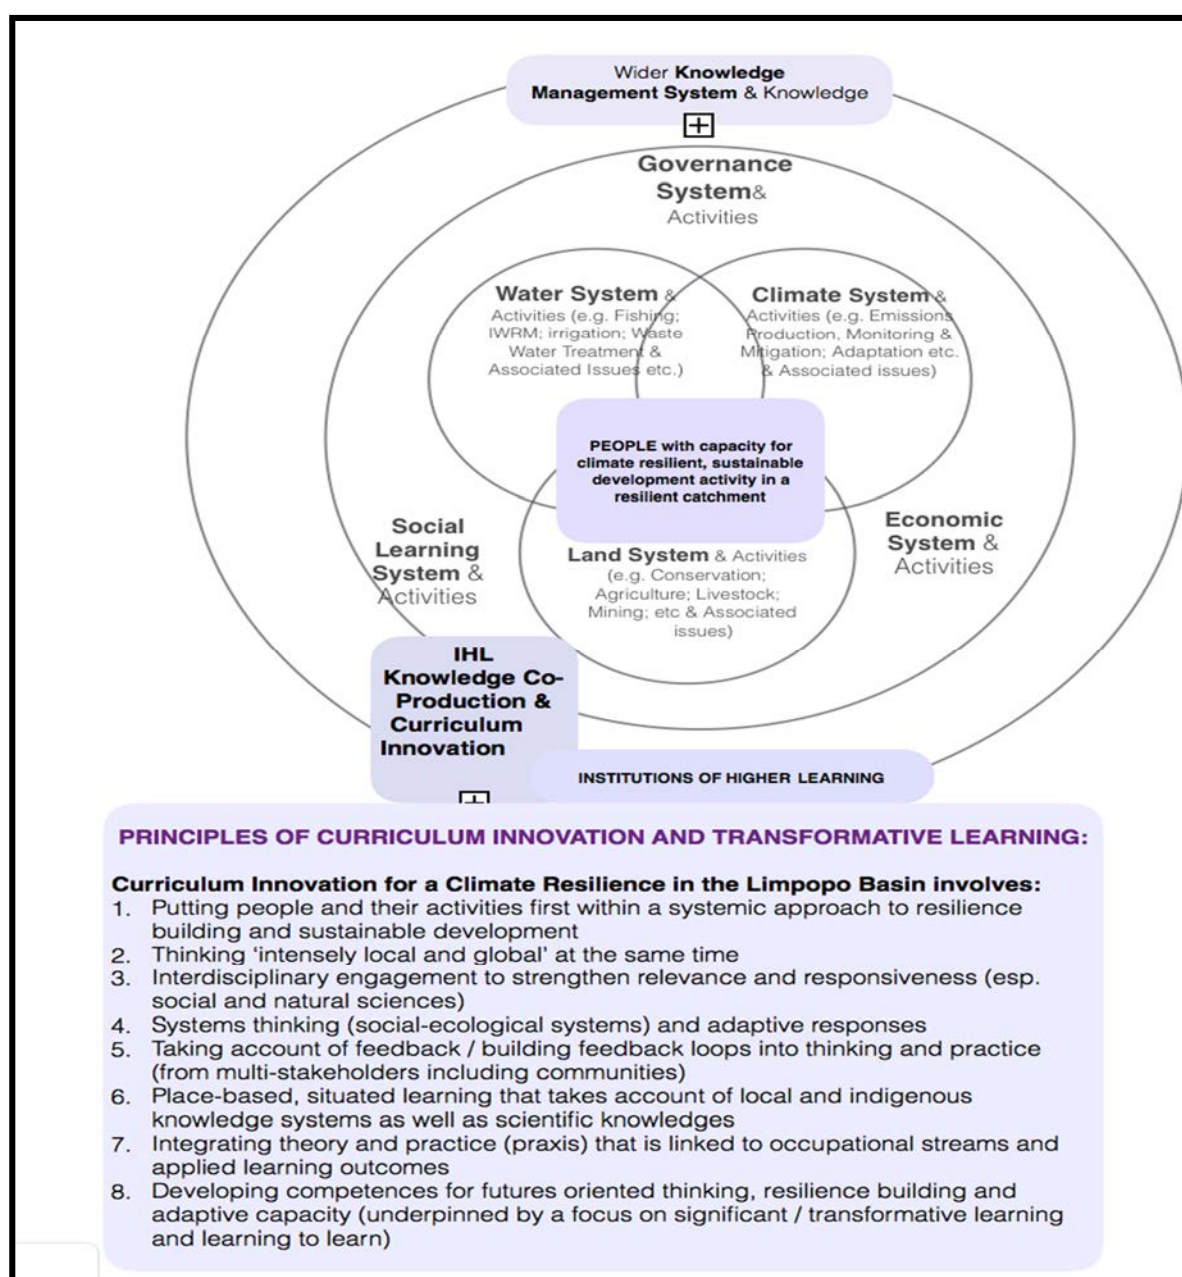 Wider Knowledge
Management System & Knowledge
Governance
System&
Activities
Water System &
Activities (e.g. Fishing;
IWRM; irrigation; Waste
Water Treatment &
Associated Issues etc.)
Climate System &
Activities (e.g. Emissions
Production, Monitoring &
Mitigation; Adaptation etc.
& Associated issues)
PEOPLE with capacity for
climate resilient, sustainable
development activity in a
resilient catchment
Social
Learning
System &
Activities
Economic
System &
Activities
Land System & Activities
(e.g. Conservation;
Agriculture; Livestock;
Mining; etc & Associated
issues)
IHL
Knowledge Co-
Production &
Curriculum
Innovation
INSTITUTIONS OF HIGHER LEARNING
PRINCIPLES OF CURRICULUM INNOVATION AND TRANSFORMATIVE LEARNING:
Curriculum Innovation for a Climate Resilience in the Limpopo Basin involves:
1. Putting people and their activities first within a systemic approach to resilience
building and sustainable development
2. Thinking ‘intensely local and global’ at the same time
3. Interdisciplinary engagement to strengthen relevance and responsiveness (esp.
social and natural sciences)
4. Systems thinking (social-ecological systems) and adaptive responses
5. Taking account of feedback / building feedback loops into thinking and practice
(from multi-stakeholders including communities)
6. Place-based, situated learning that takes account of local and indigenous
knowledge systems as well as scientific knowledges
7. Integrating theory and practice (praxis) that is linked to occupational streams and
applied learning outcomes
8. Developing competences for futures oriented thinking, resilience building and
adaptive capacity (underpinned by a focus on significant / transformative learning
and learning to learn)